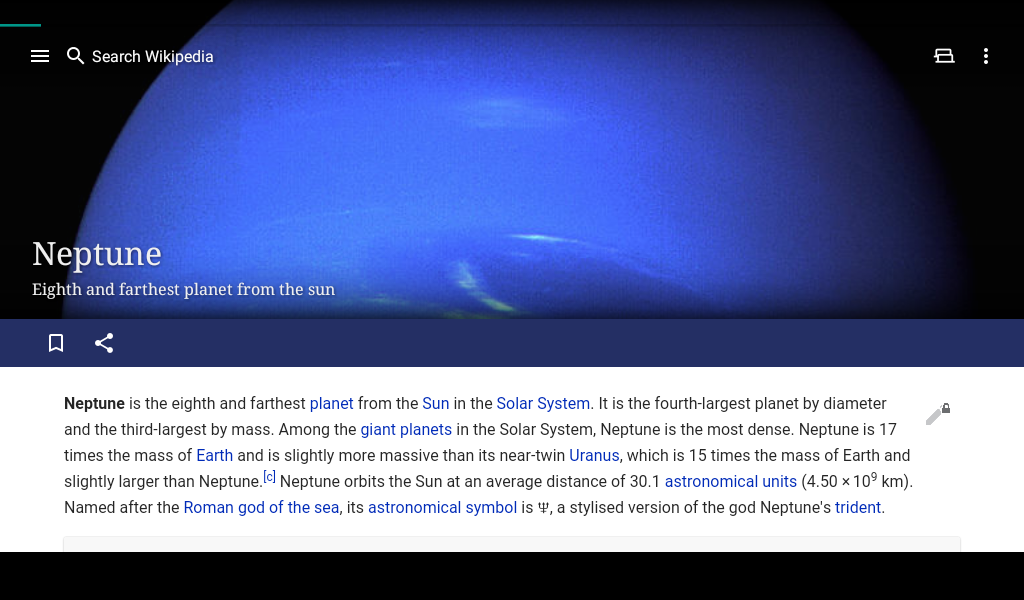 Search Wikipedia
Neptune
Eighth and farthest planet from the sun
Neptune is the eighth and farthest planet from the Sun in the Solar System. It is the fourth-largest planet by diameter
and the third-largest by mass. Among the giant planets in the Solar System, Neptune is the most dense. Neptune is 17
times the mass of Earth and is slightly more massive than its near-twin Uranus, which is 15 times the mass of Earth and
slightly larger than Neptune.[c] Neptune orbits the Sun at an average distance of 30.1 astronomical units (4.50 × 10⁹ km).
Named after the Roman god of the sea, its astronomical symbol is ♆, a stylised version of the god Neptune's trident.